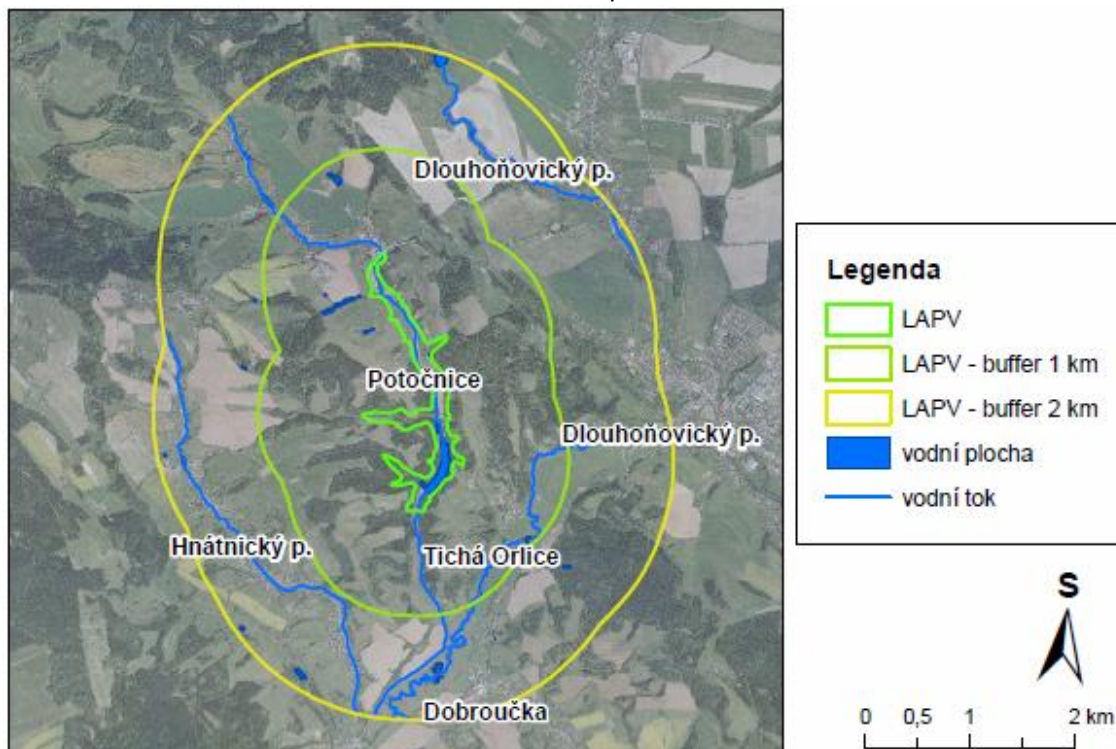 Dlouhoňovický p.
Potočnice
Dlouhoňovický p.
Hnátnický p.
Tichá Orlice
Dobroučka
Legenda
LAPV
LAPV - buffer 1 km
LAPV - buffer 2 km
vodní plocha
vodní tok
S
0 0,5 1 2 km